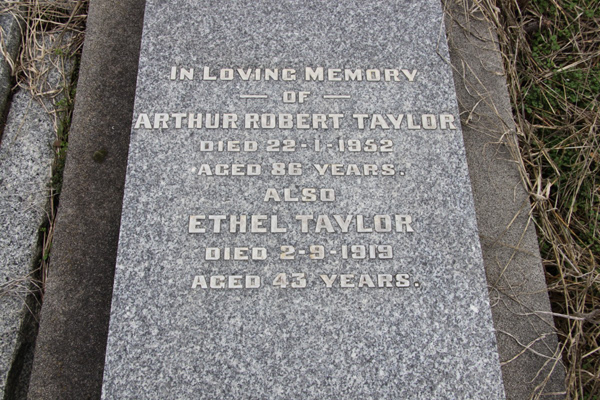 IN LOVING MEMORY
— OF —
ARTHUR ROBERT TAYLOR
DIED 22-1-1952
AGED 86 YEARS.
ALSO
ETHEL TAYLOR
DIED 2-9-1919
AGED 43 YEARS.